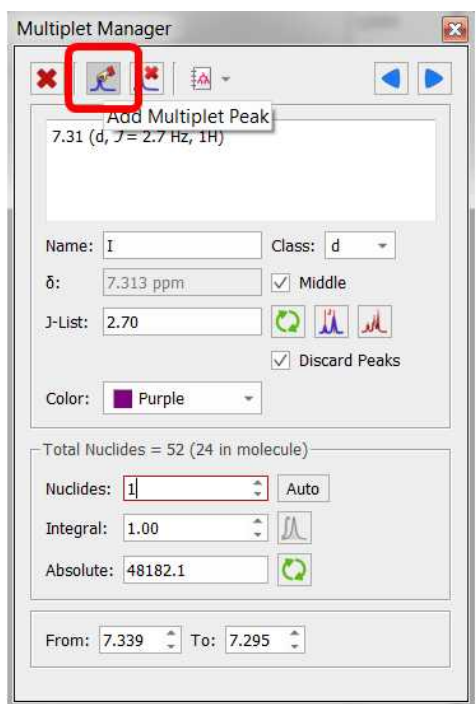 Multiplet Manager
Add Multiplet Peak
7.31 (d, J = 2.7 Hz, 1H)
Name: I Class: d
δ: 7.313 ppm Middle
J-List: 2.70
Discard Peaks
Color: Purple
Total Nuclides = 52 (24 in molecule)
Nuclides: 1 Auto
Integral: 1.00
Absolute: 48182.1
From: 7.339 To: 7.295